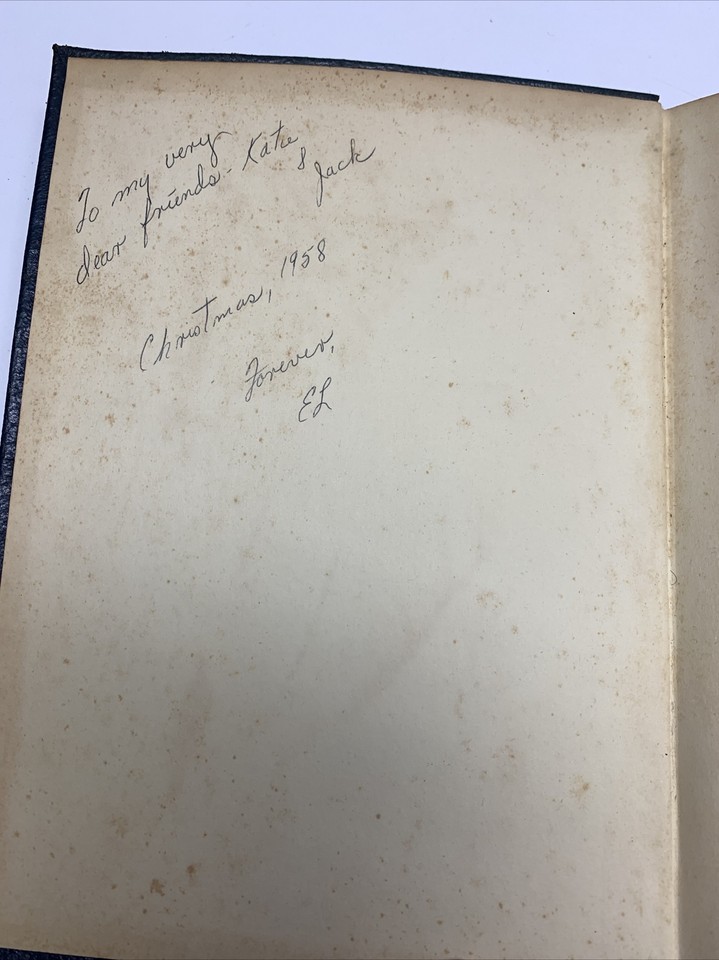 To my very
dear friends - Kate
& Jack
Christmas, 1958
Forever,
EL